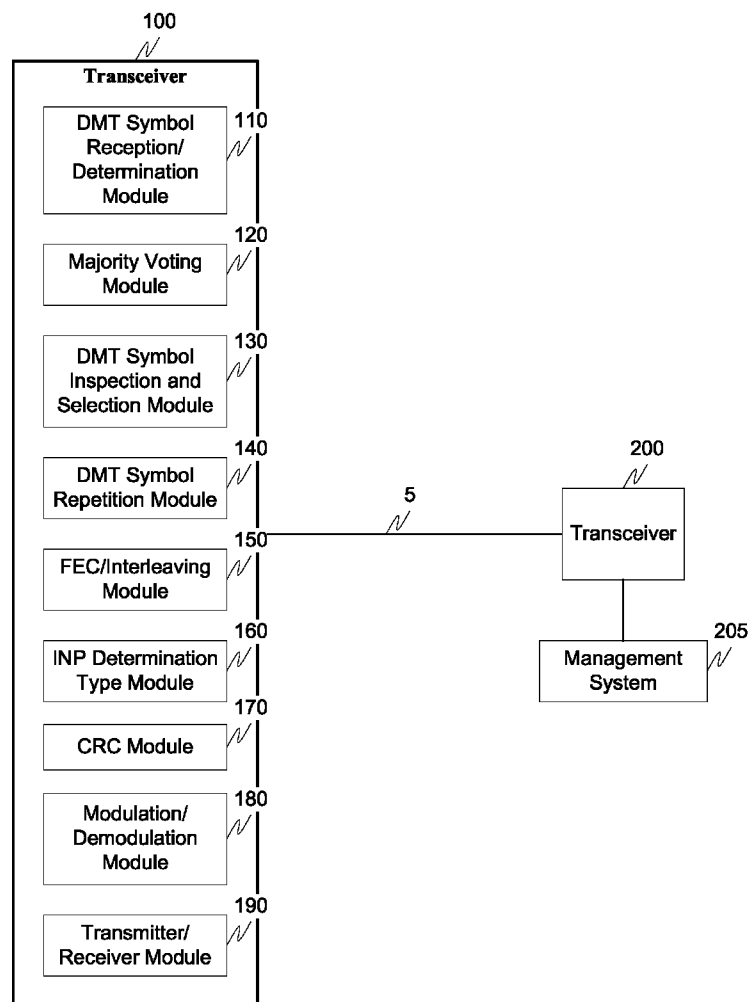 100
Transceiver
110
DMT Symbol
Reception/
Determination
Module
120
Majority Voting
Module
130
DMT Symbol
Inspection and
Selection Module
140
DMT Symbol
Repetition Module
150
FEC/Interleaving
Module
160
INP Determination
Type Module
170
CRC Module
180
Modulation/
Demodulation
Module
190
Transmitter/
Receiver Module
5
200
Transceiver
205
Management
System